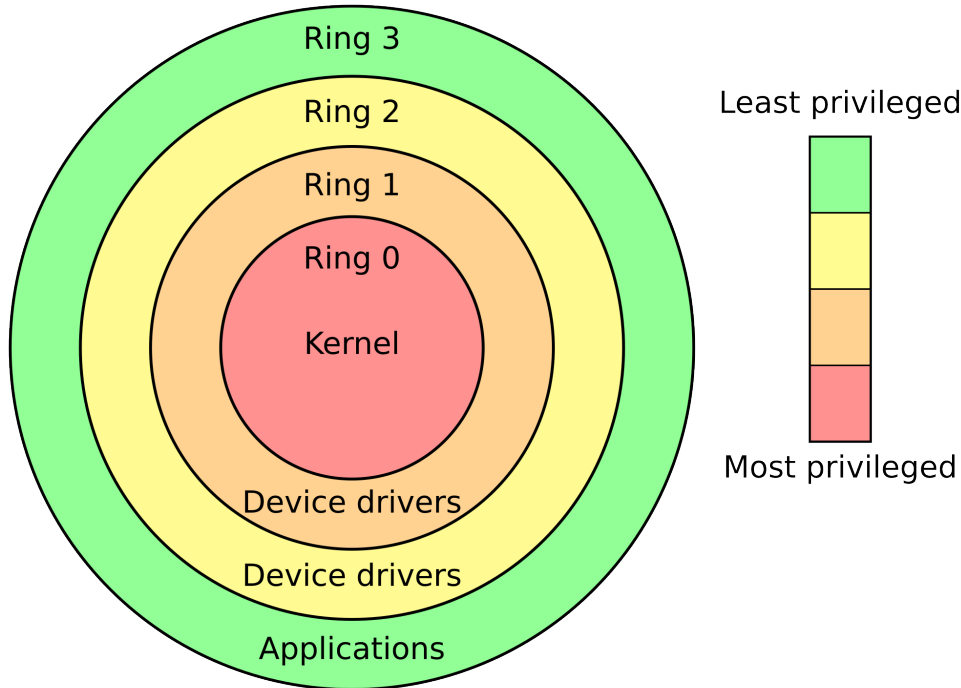 Ring 3
Ring 2
Ring 1
Ring 0
Kernel
Device drivers
Device drivers
Applications
Least privileged
Most privileged